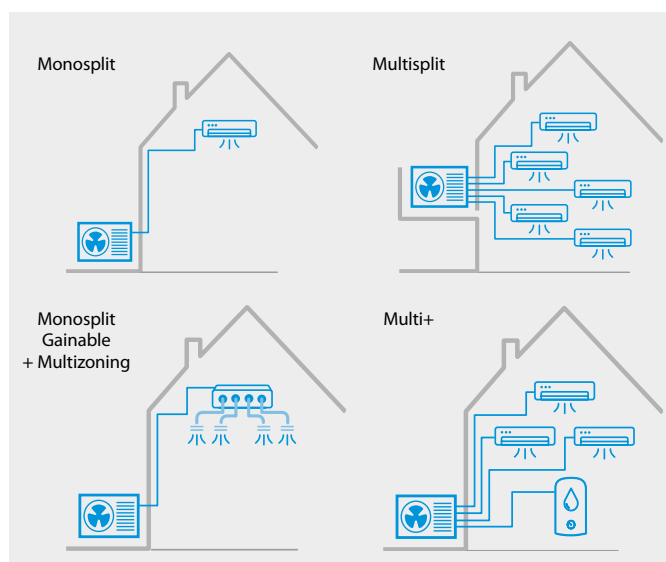 Monosplit
Multisplit
Monosplit
Gainable
+ Multizoning
Multi+